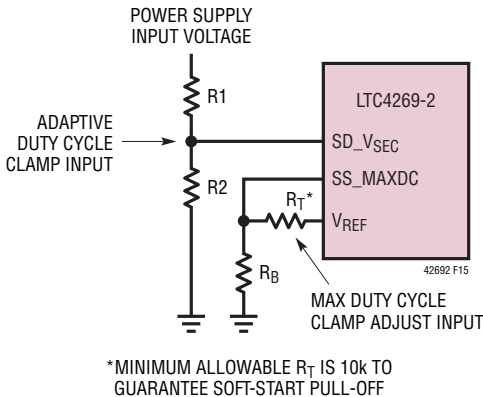 POWER SUPPLY
INPUT VOLTAGE
R1
LTC4269-2
ADAPTIVE
DUTY CYCLE
CLAMP INPUT
SD_VSEC
R2
SS_MAXDC
RT*
VREF
RB
42692 F15
MAX DUTY CYCLE
CLAMP ADJUST INPUT
*MINIMUM ALLOWABLE RT IS 10k TO
GUARANTEE SOFT-START PULL-OFF